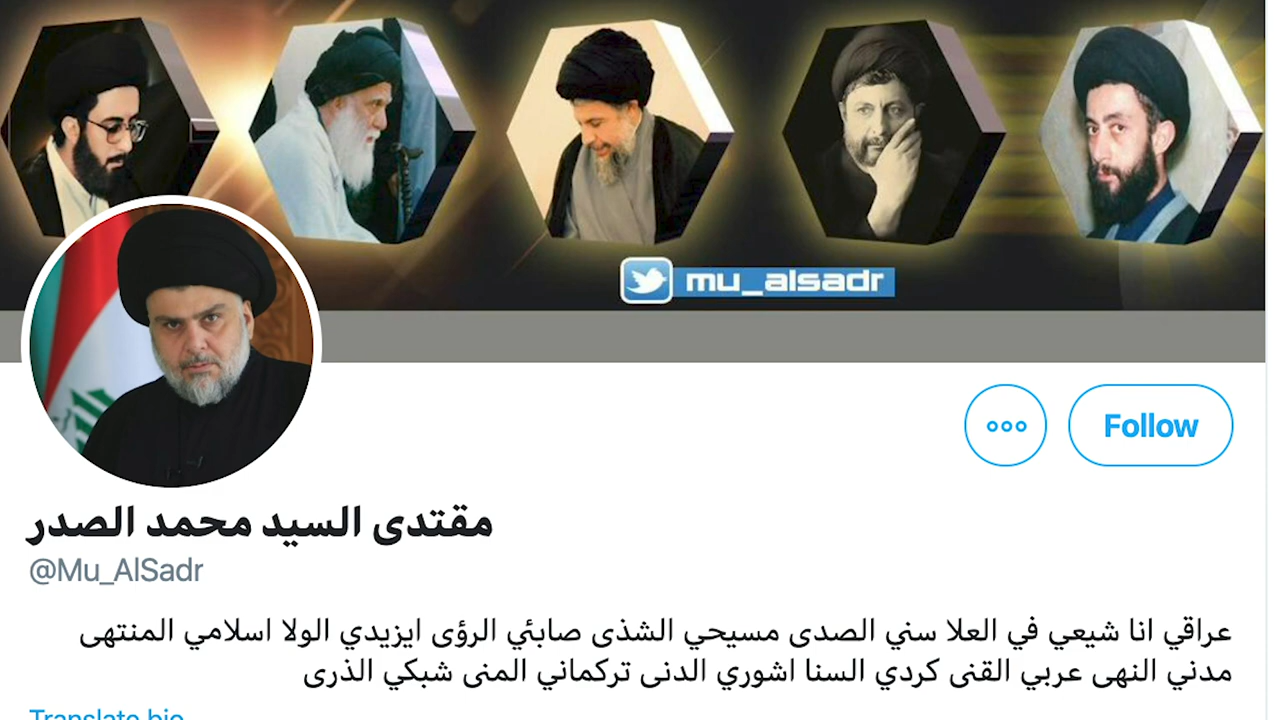 mu_alsadr
Follow
مقتدى السيد محمد الصدر
@Mu_AlSadr
عراقي انا شيعي في العلا سني الصدى مسيحي الشذى صابئي الرؤى ايزيدي الولا اسلامي المنتهى
مدني النهى عربي القنى كردي السنا اشوري الدنى تركماني المنى شبكي الذرى
Translate bio